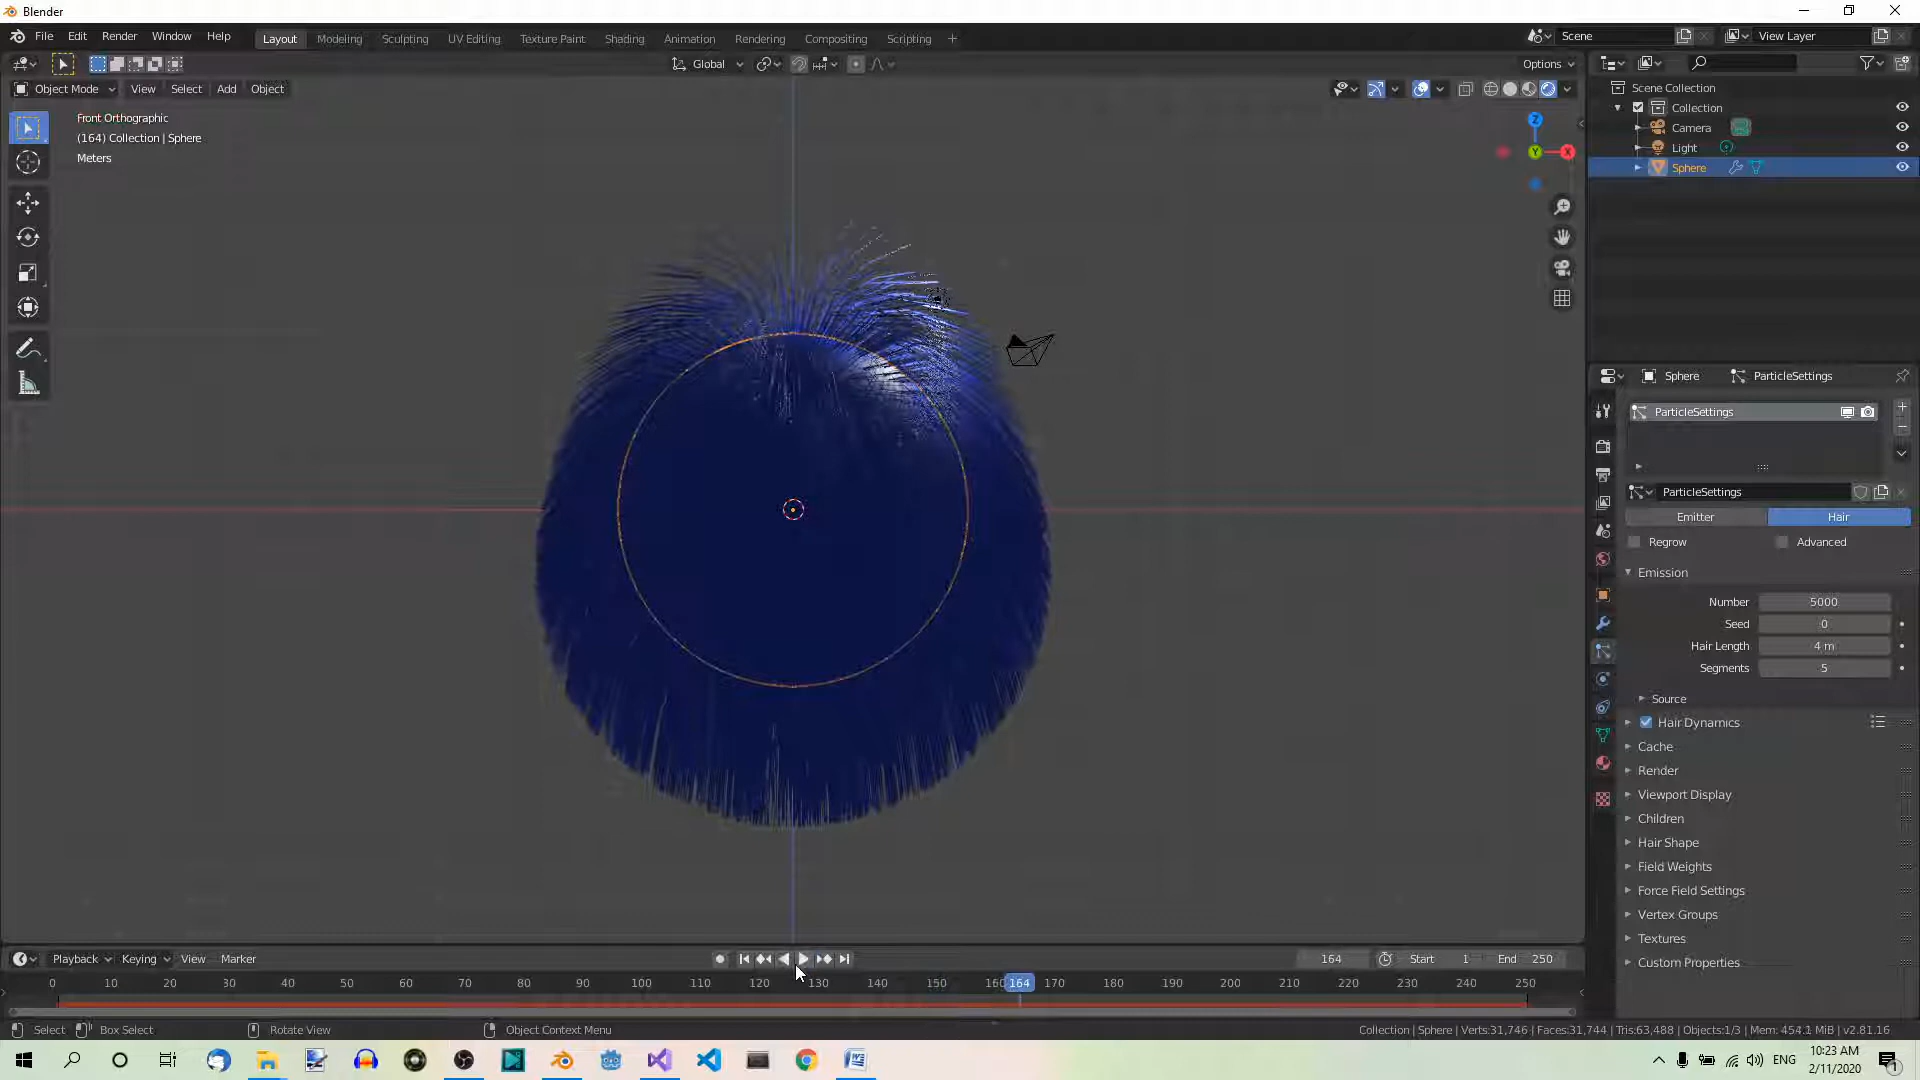 Blender
File Edit Render Window Help
Layout Modeling Sculpting UV Editing Texture Paint Shading Animation Rendering Compositing Scripting +
Scene View Layer
Global Options
Object Mode View Select Add Object
Front Orthographic
(164) Collection | Sphere
Meters
Z
Y
X
Scene Collection
Collection
Camera
Light
Sphere
Sphere ParticleSettings
ParticleSettings
ParticleSettings
Emitter Hair
Regrow Advanced
Emission
Number 5000
Seed 0
Hair Length 4 m
Segments 5
Source
Hair Dynamics
Cache
Render
Viewport Display
Children
Hair Shape
Field Weights
Force Field Settings
Vertex Groups
Textures
Custom Properties
Playback Keying View Marker 164 Start 1 End 250
0 10 20 30 40 50 60 70 80 90 100 110 120 130 140 150 160 164 170 180 190 200 210 220 230 240 250
Select Box Select Rotate View Object Context Menu Collection | Sphere | Verts:31,746 | Faces:31,744 | Tris:63,488 | Objects:1/3 | Mem: 454.1 MiB | v2.81.16
ENG
10:23 AM
2/11/2020
1